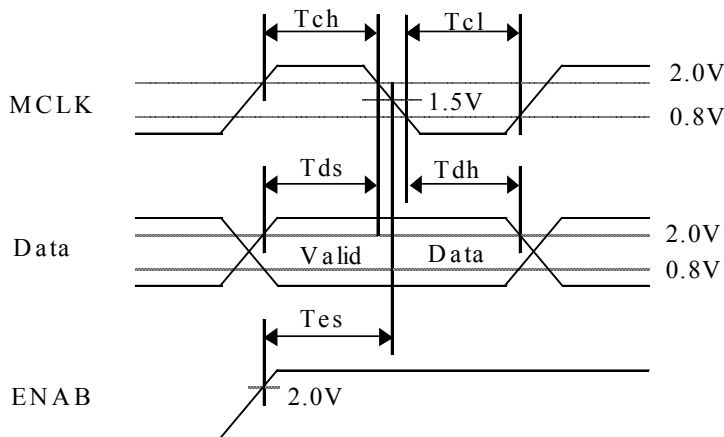 Tch Tcl
2.0V
MCLK 1.5V
0.8V
Tds Tdh
2.0V
Data Valid Data
0.8V
Tes
ENAB 2.0V